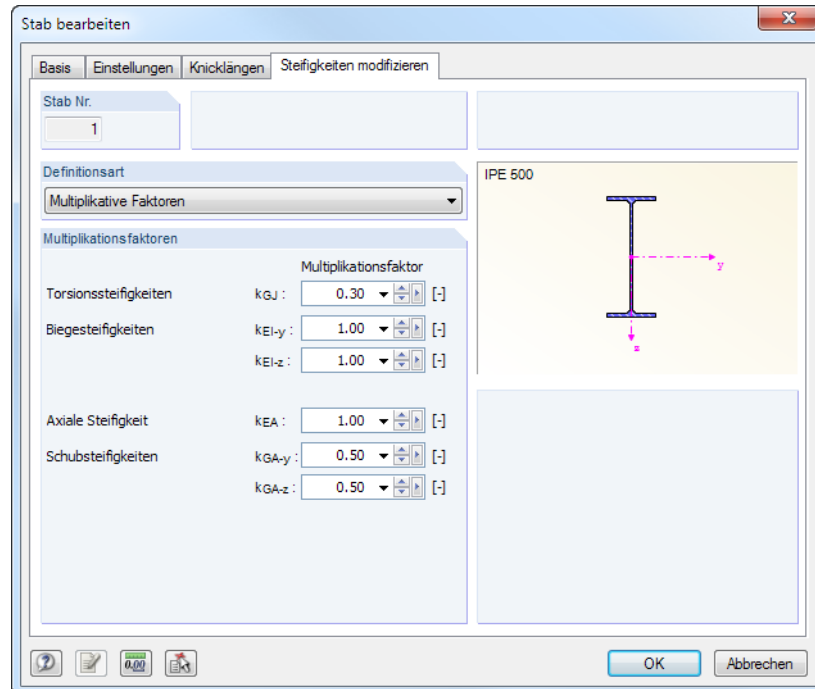 Stab bearbeiten
Basis Einstellungen Knicklängen Steifigkeiten modifizieren
Stab Nr.
1
Definitionsart
Multiplikative Faktoren
IPE 500
y
z
Multiplikationsfaktoren
Multiplikationsfaktor
Torsionssteifigkeiten kGJ : 0.30 [-]
Biegesteifigkeiten kEI-y : 1.00 [-]
kEI-z : 1.00 [-]
Axiale Steifigkeit kEA : 1.00 [-]
Schubsteifigkeiten kGA-y : 0.50 [-]
kGA-z : 0.50 [-]
0.00 OK Abbrechen